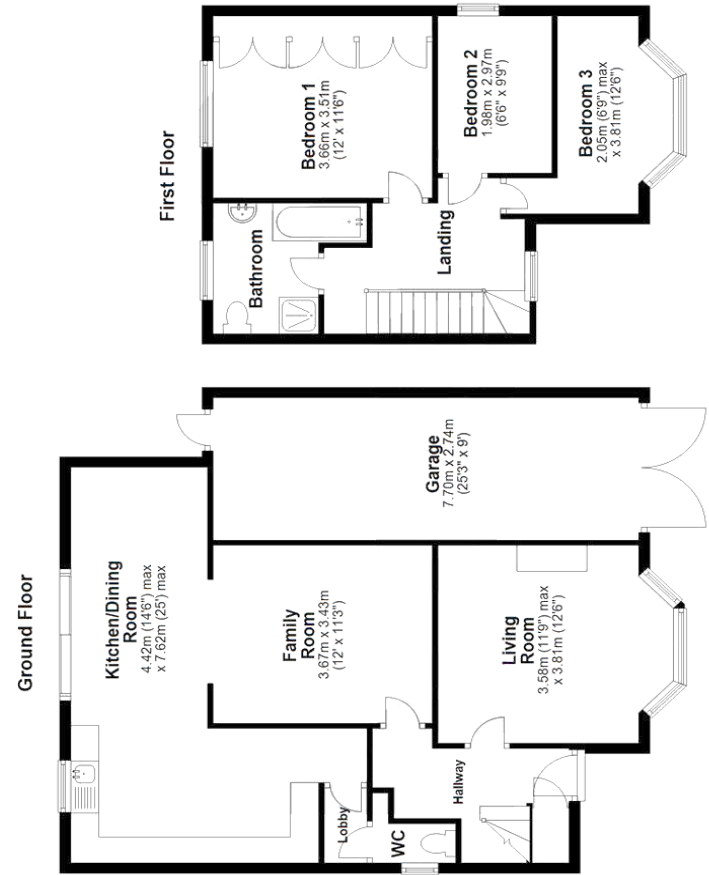 First Floor
Bedroom 1
3.66m x 3.51m
(12' x 11'6")
Bedroom 2
1.98m x 2.97m
(6'6" x 9'9")
Bedroom 3
2.05m (6'9") max
x 3.81m (12'6")
Bathroom
Landing
Ground Floor
Garage
7.70m x 2.74m
(25'3" x 9')
Kitchen/Dining
Room
4.42m (14'6") max
x 7.62m (25') max
Family
Room
3.67m x 3.43m
(12' x 11'3")
Living
Room
3.58m (11'9") max
x 3.81m (12'6")
Hallway
Lobby
WC